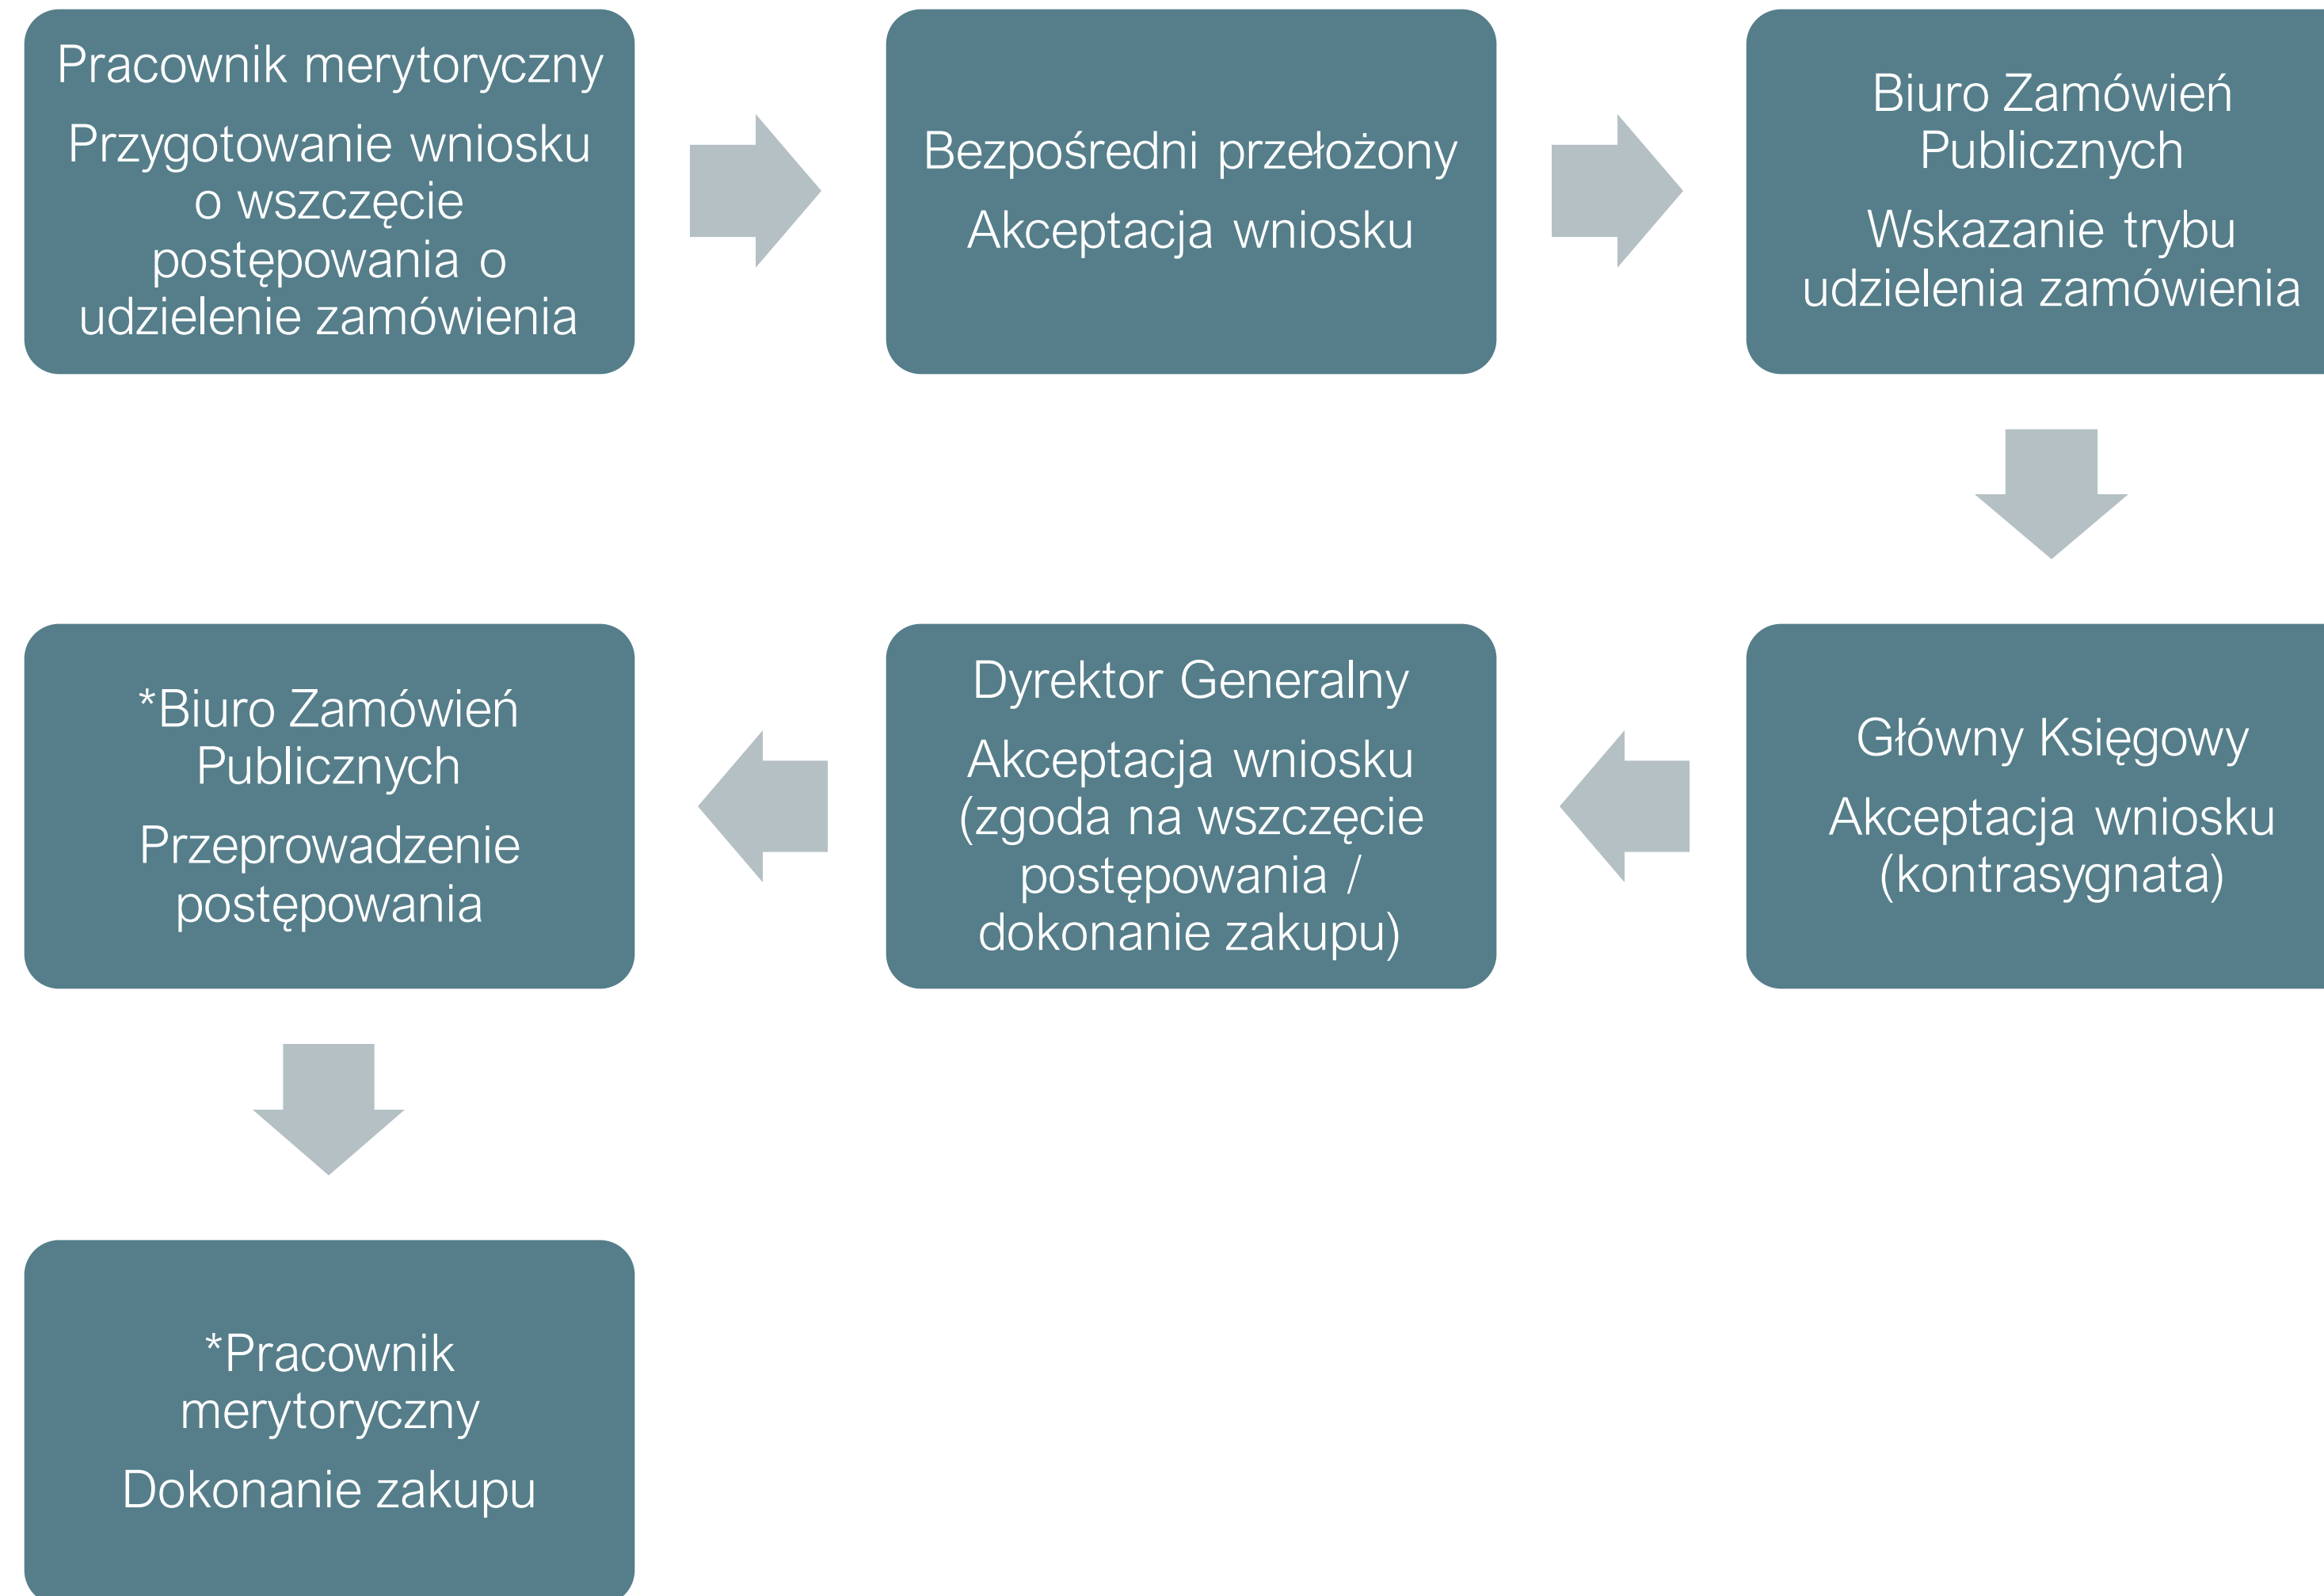 Pracownik merytoryczny
Przygotowanie wniosku
o wszczęcie
postępowania o
udzielenie zamówienia
Bezpośredni przełożony
Akceptacja wniosku
Biuro Zamówień
Publicznych
Wskazanie trybu
udzielenia zamówienia
Główny Księgowy
Akceptacja wniosku
(kontrasygnata)
Dyrektor Generalny
Akceptacja wniosku
(zgoda na wszczęcie
postępowania /
dokonanie zakupu)
*Biuro Zamówień
Publicznych
Przeprowadzenie
postępowania
*Pracownik
merytoryczny
Dokonanie zakupu